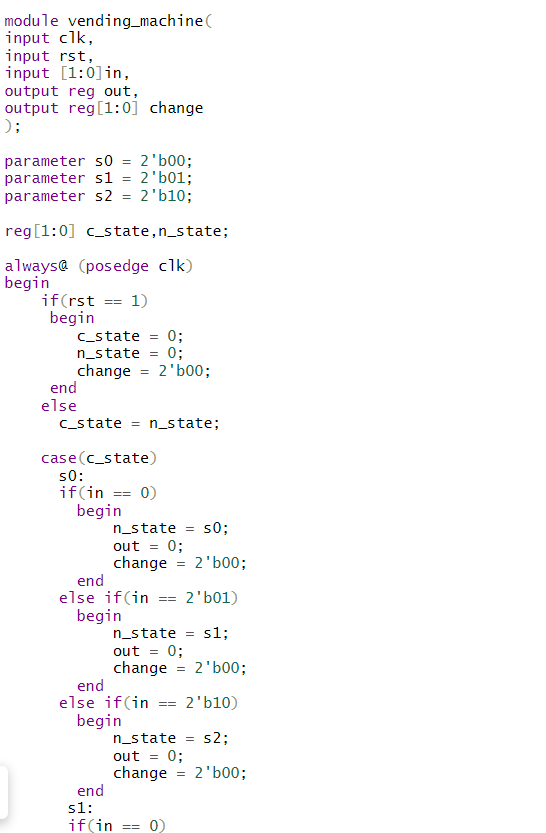 module vending_machine(
input clk,
input rst,
input [1:0]in,
output reg out,
output reg[1:0] change
);
parameter s0 = 2'b00;
parameter s1 = 2'b01;
parameter s2 = 2'b10;
reg[1:0] c_state,n_state;
always@ (posedge clk)
begin
if(rst == 1)
begin
c_state = 0;
n_state = 0;
change = 2'b00;
end
else
c_state = n_state;
case(c_state)
s0:
if(in == 0)
begin
n_state = s0;
out = 0;
change = 2'b00;
end
else if(in == 2'b01)
begin
n_state = s1;
out = 0;
change = 2'b00;
end
else if(in == 2'b10)
begin
n_state = s2;
out = 0;
change = 2'b00;
end
s1:
if(in == 0)